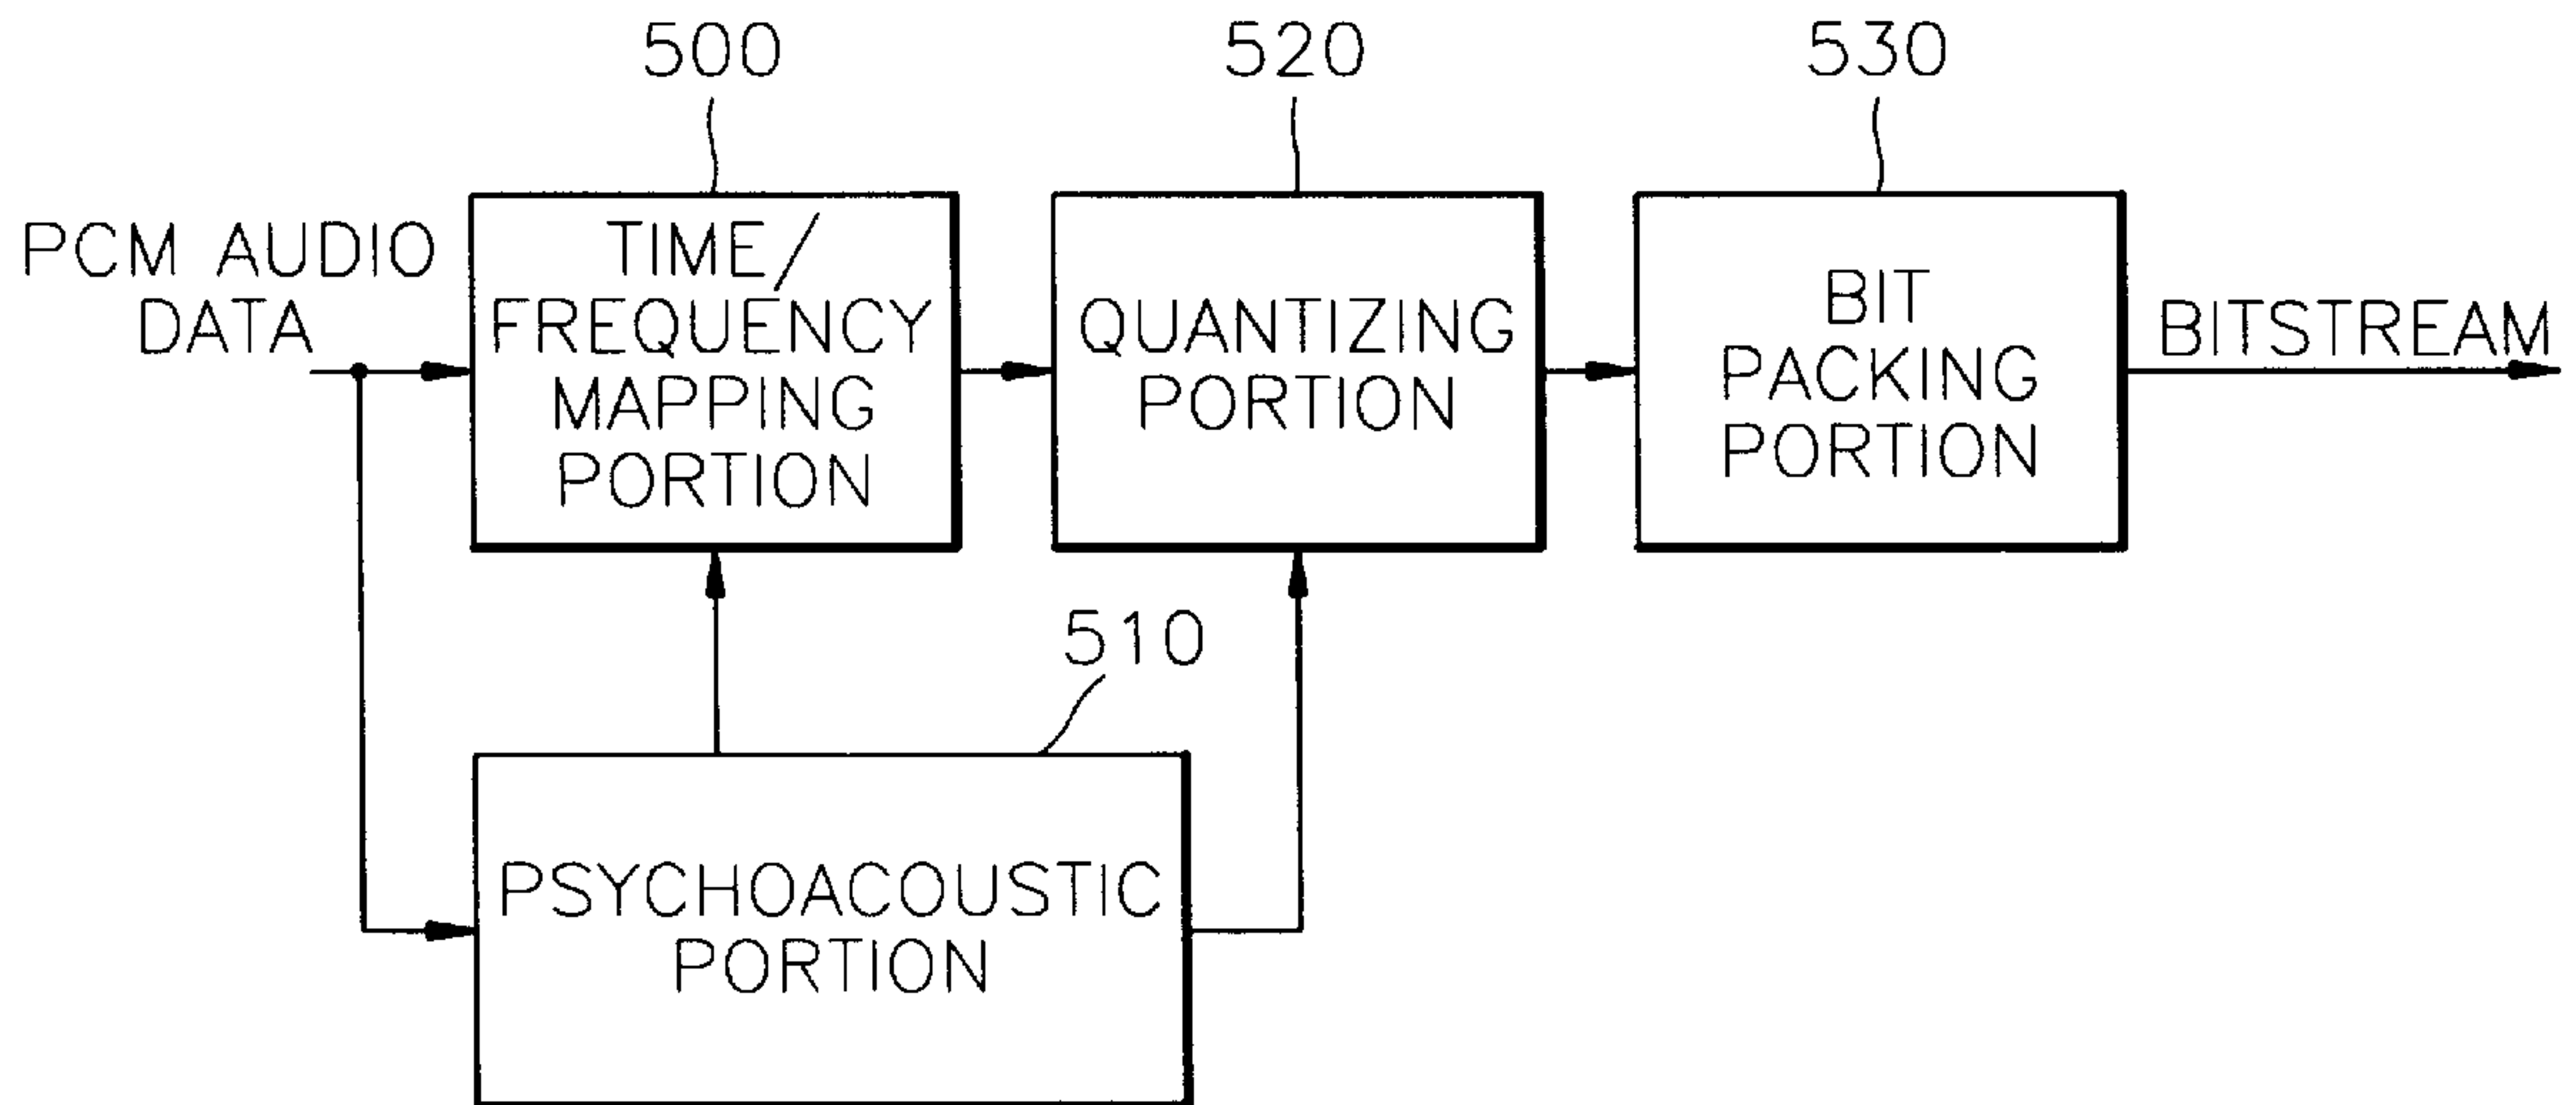 500
520
530
PCM AUDIO
DATA
TIME/
FREQUENCY
MAPPING
PORTION
QUANTIZING
PORTION
BIT
PACKING
PORTION
BITSTREAM
510
PSYCHOACOUSTIC
PORTION